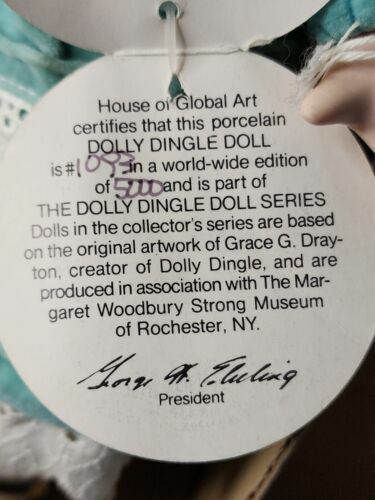 House of Global Art
certifies that this porcelain
DOLLY DINGLE DOLL
is #1093 in a world-wide edition
of 5000 and is part of
THE DOLLY DINGLE DOLL SERIES
Dolls in the collector's series are based
on the original artwork of Grace G. Dray-
ton, creator of Dolly Dingle, and are
produced in association with The Mar-
garet Woodbury Strong Museum
of Rochester, NY.
George W.
President